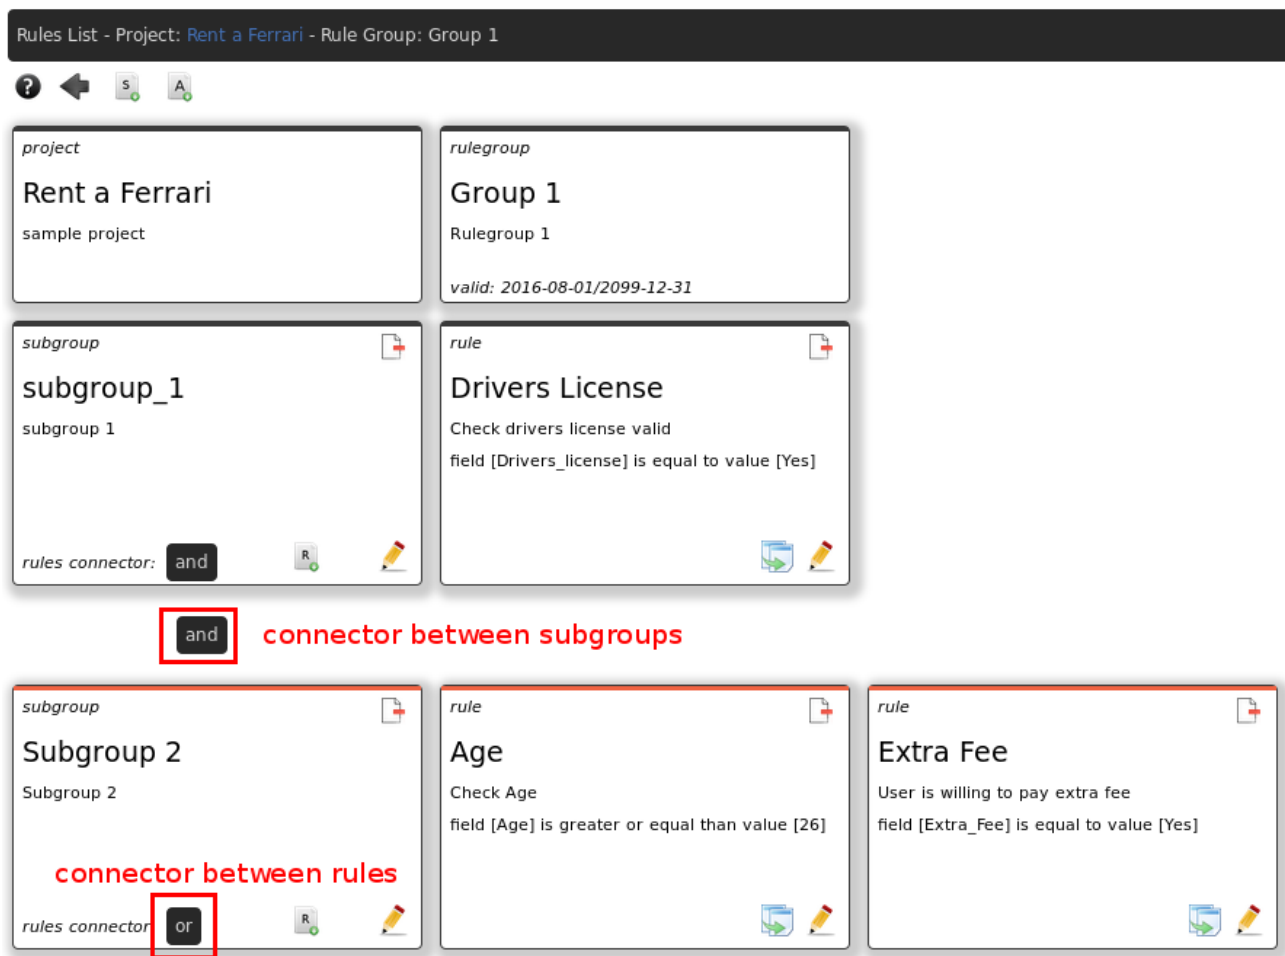 Rules List - Project: Rent a Ferrari - Rule Group: Group 1
?
S
A
project
Rent a Ferrari
sample project
rulegroup
Group 1
Rulegroup 1
valid: 2016-08-01/2099-12-31
subgroup
subgroup_1
subgroup 1
rules connector: and
R
rule
Drivers License
Check drivers license valid
field [Drivers_license] is equal to value [Yes]
and
connector between subgroups
subgroup
Subgroup 2
Subgroup 2
connector between rules
rules connector or
R
rule
Age
Check Age
field [Age] is greater or equal than value [26]
rule
Extra Fee
User is willing to pay extra fee
field [Extra_Fee] is equal to value [Yes]